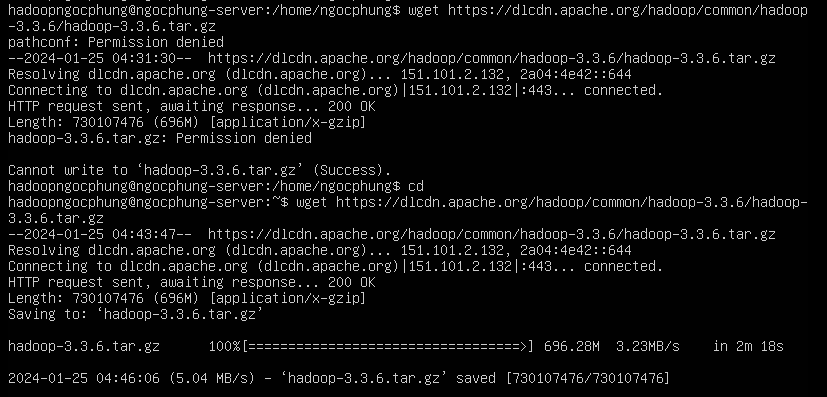 hadoopngocphung@ngocphung-server:/home/ngocphung$ wget https://dlcdn.apache.org/hadoop/common/hadoop
-3.3.6/hadoop-3.3.6.tar.gz
pathconf: Permission denied
--2024-01-25 04:31:30--  https://dlcdn.apache.org/hadoop/common/hadoop-3.3.6/hadoop-3.3.6.tar.gz
Resolving dlcdn.apache.org (dlcdn.apache.org)... 151.101.2.132, 2a04:4e42::644
Connecting to dlcdn.apache.org (dlcdn.apache.org)|151.101.2.132|:443... connected.
HTTP request sent, awaiting response... 200 OK
Length: 730107476 (696M) [application/x-gzip]
hadoop-3.3.6.tar.gz: Permission denied

Cannot write to ‘hadoop-3.3.6.tar.gz’ (Success).
hadoopngocphung@ngocphung-server:/home/ngocphung$ cd
hadoopngocphung@ngocphung-server:~$ wget https://dlcdn.apache.org/hadoop/common/hadoop-3.3.6/hadoop-
3.3.6.tar.gz
--2024-01-25 04:43:47--  https://dlcdn.apache.org/hadoop/common/hadoop-3.3.6/hadoop-3.3.6.tar.gz
Resolving dlcdn.apache.org (dlcdn.apache.org)... 151.101.2.132, 2a04:4e42::644
Connecting to dlcdn.apache.org (dlcdn.apache.org)|151.101.2.132|:443... connected.
HTTP request sent, awaiting response... 200 OK
Length: 730107476 (696M) [application/x-gzip]
Saving to: ‘hadoop-3.3.6.tar.gz’

hadoop-3.3.6.tar.gz      100%[==================================>] 696.28M  3.23MB/s    in 2m 18s

2024-01-25 04:46:06 (5.04 MB/s) - ‘hadoop-3.3.6.tar.gz’ saved [730107476/730107476]